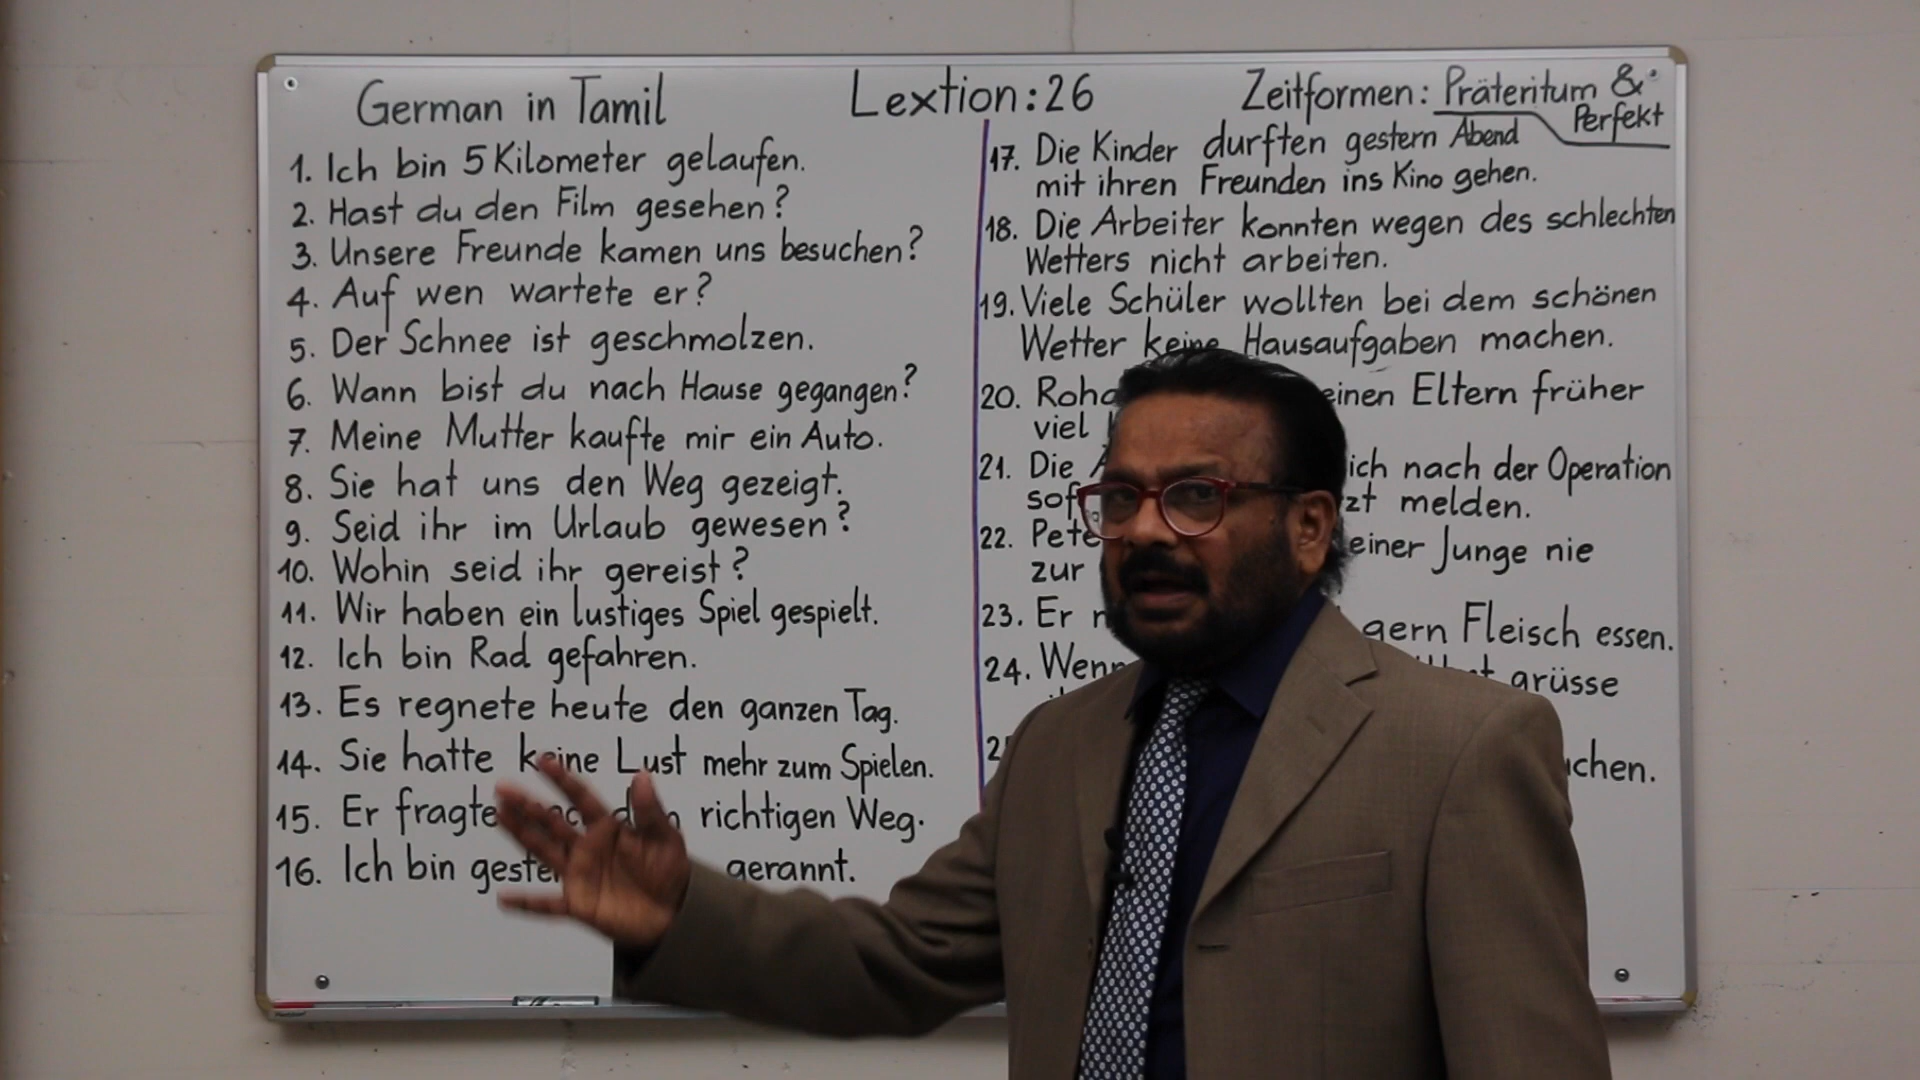 German in Tamil
Lextion:26
Zeitformen: Präteritum &
Perfekt
1. Ich bin 5 Kilometer gelaufen.
2. Hast du den Film gesehen?
3. Unsere Freunde kamen uns besuchen?
4. Auf wen wartete er?
5. Der Schnee ist geschmolzen.
6. Wann bist du nach Hause gegangen?
7. Meine Mutter kaufte mir ein Auto.
8. Sie hat uns den Weg gezeigt.
9. Seid ihr im Urlaub gewesen?
10. Wohin seid ihr gereist?
11. Wir haben ein lustiges Spiel gespielt.
12. Ich bin Rad gefahren.
13. Es regnete heute den ganzen Tag.
14. Sie hatte keine Lust mehr zum Spielen.
15. Er fragte richtigen Weg.
16. Ich bin gerannt.
17. Die Kinder durften gestern Abend
mit ihren Freunden ins Kino gehen.
18. Die Arbeiter konnten wegen des schlechten
Wetters nicht arbeiten.
19. Viele Schüler wollten bei dem schönen
Wetter keine Hausaufgaben machen.
20. Eltern früher
viel
21. Die nach der Operation
melden.
22. Junge nie
zur
23. Er gern Fleisch essen.
24. grüsse